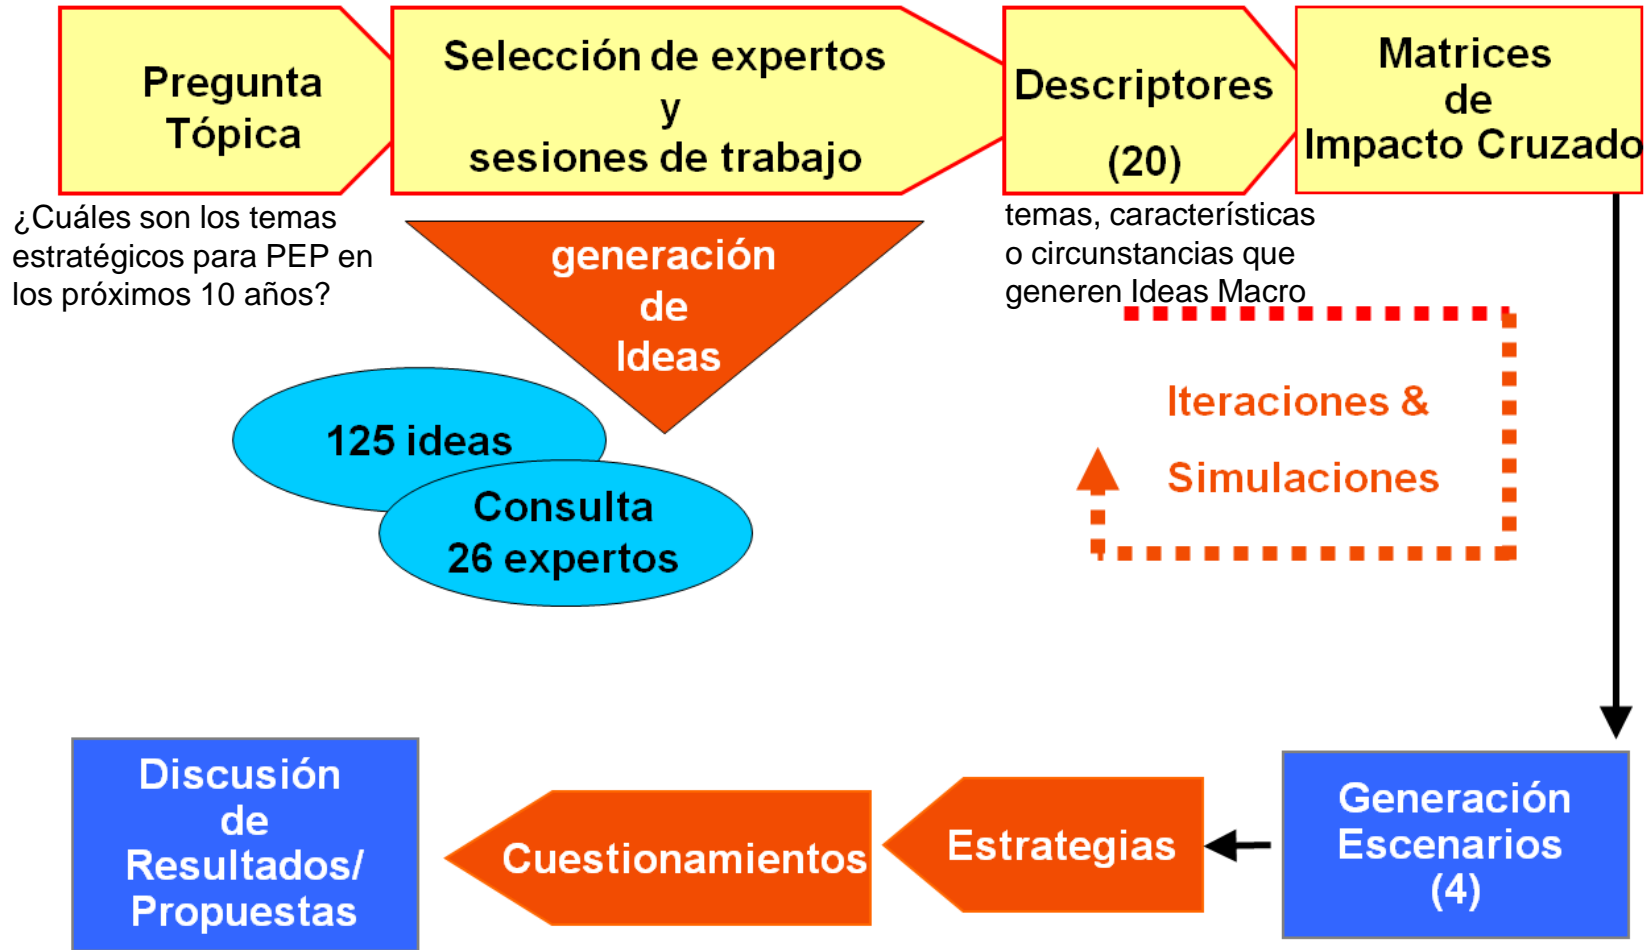 Pregunta
Tópica
Selección de expertos
y
sesiones de trabajo
Descriptores
(20)
Matrices
de
Impacto Cruzado
¿Cuáles son los temas
estratégicos para PEP en
los próximos 10 años?
generación
de
Ideas
temas, características
o circunstancias que
generen Ideas Macro
125 ideas
Consulta
26 expertos
Iteraciones &
Simulaciones
Generación
Escenarios
(4)
Estrategias
Cuestionamientos
Discusión
de
Resultados/
Propuestas